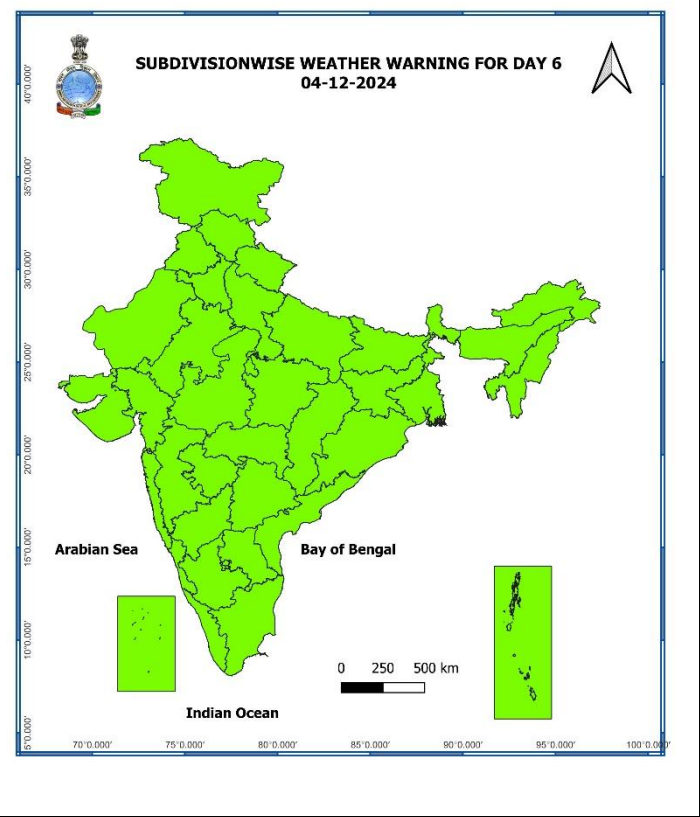 SUBDIVISIONWISE WEATHER WARNING FOR DAY 6
04-12-2024
40°0.000'
35°0.000'
30°0.000'
25°0.000'
20°0.000'
15°0.000'
10°0.000'
5°0.000'
Arabian Sea
Bay of Bengal
0 250 500 km
Indian Ocean
70°0.000' 75°0.000' 80°0.000' 85°0.000' 90°0.000' 95°0.000' 100°0.000'